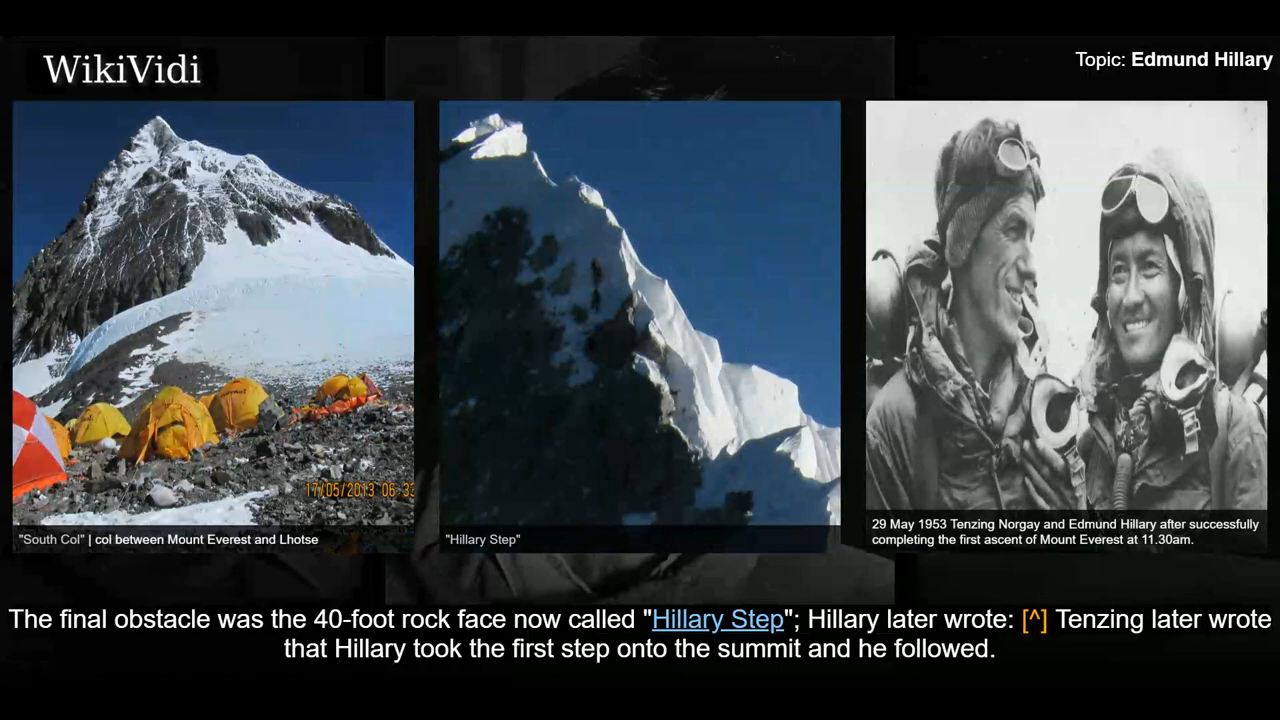 WikiVidi
Topic: Edmund Hillary
17/05/2013 06:33
"South Col" | col between Mount Everest and Lhotse
"Hillary Step"
29 May 1953 Tenzing Norgay and Edmund Hillary after successfully
completing the first ascent of Mount Everest at 11.30am.
The final obstacle was the 40-foot rock face now called "Hillary Step"; Hillary later wrote: [^] Tenzing later wrote
that Hillary took the first step onto the summit and he followed.